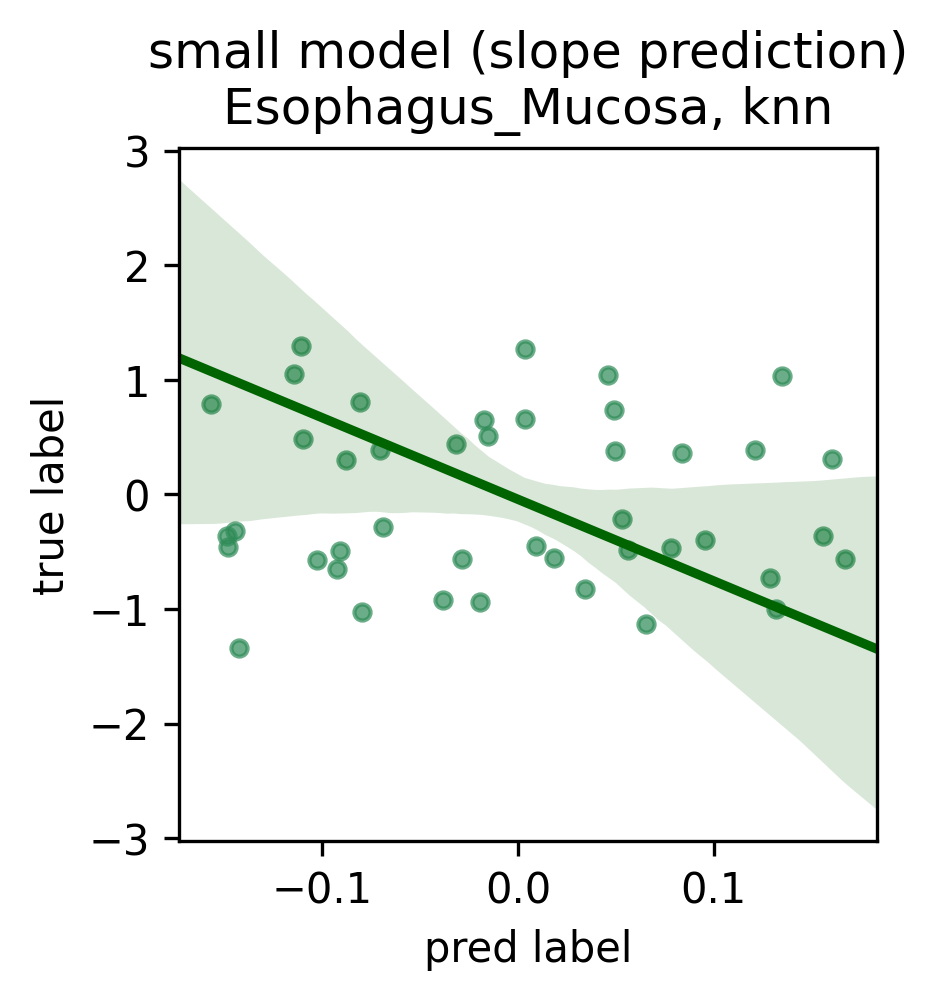 small model (slope prediction)
Esophagus_Mucosa, knn
3
2
1
0
−1
−2
−3
true label
−0.1 0.0 0.1
pred label